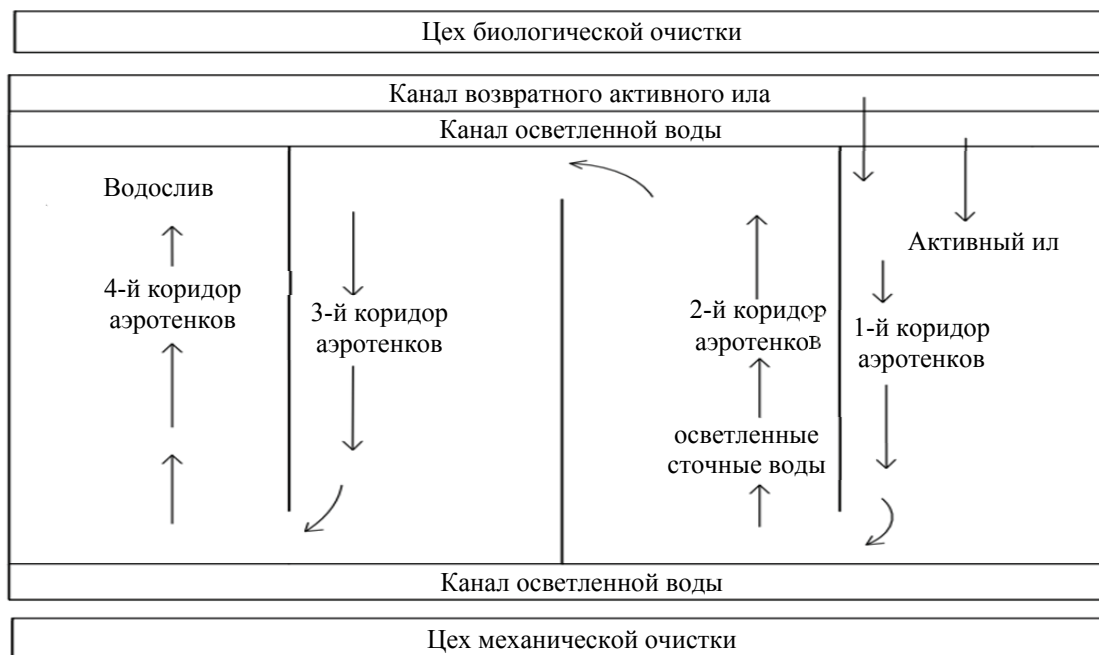 Цех биологической очистки
Канал возвратного активного ила
Канал осветленной воды
Водослив
Активный ил
4-й коридор
аэротенков
3-й коридор
аэротенков
2-й коридор
аэротенков
1-й коридор
аэротенков
осветленные
сточные воды
Канал осветленной воды
Цех механической очистки